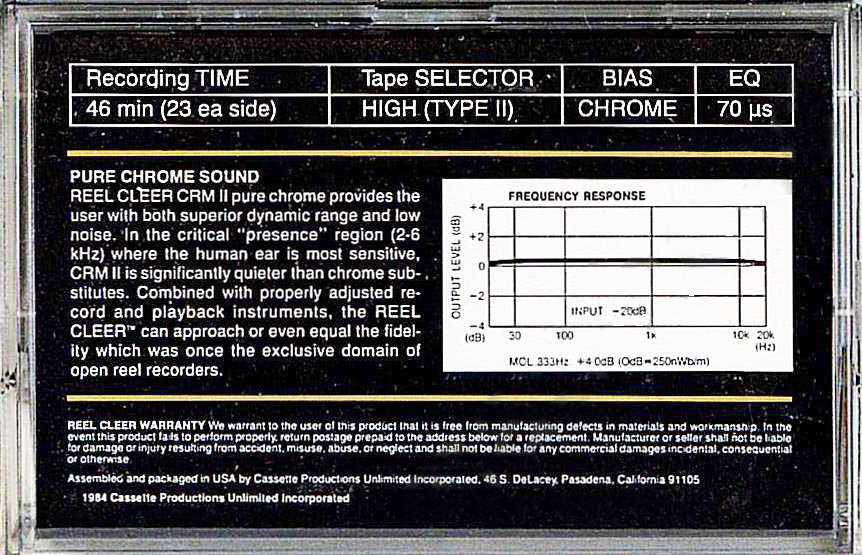 Recording TIME Tape SELECTOR BIAS EQ
46 min (23 ea side) HIGH (TYPE II) CHROME 70 µs
PURE CHROME SOUND
REEL CLEER CRM II pure chrome provides the
user with both superior dynamic range and low
noise. In the critical "presence" region (2-6
kHz) where the human ear is most sensitive,
CRM II is significantly quieter than chrome sub-
stitutes. Combined with properly adjusted re-
cord and playback instruments, the REEL
CLEER™ can approach or even equal the fidel-
ity which was once the exclusive domain of
open reel recorders.
FREQUENCY RESPONSE
OUTPUT LEVEL (dB)
+4
+2
0
-2
-4
INPUT -20dB
(dB) 30 100 1k 10k 20k
(Hz)
MOL 333Hz +4.0dB (0dB=250nWb/m)
REEL CLEER WARRANTY We warrant to the user of this product that it is free from manufacturing defects in materials and workmanship. In the
event this product fails to perform properly, return postage prepaid to the address below for a replacement. Manufacturer or seller shall not be liable
for damage or injury resulting from accident, misuse, abuse, or neglect and shall not be liable for any commercial damages incidental, consequential
or otherwise.
Assembled and packaged in USA by Cassette Productions Unlimited Incorporated, 46 S. DeLacey, Pasadena, California 91105
1984 Cassette Productions Unlimited Incorporated